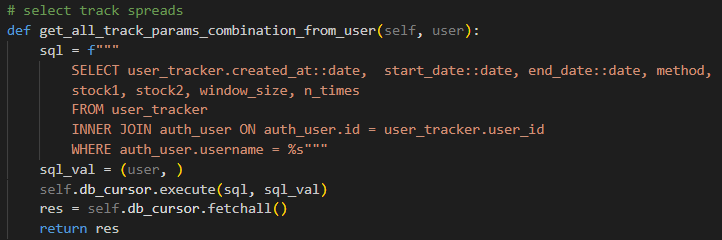 # select track spreads
def get_all_track_params_combination_from_user(self, user):
    sql = f"""
        SELECT user_tracker.created_at::date,  start_date::date, end_date::date, method,
        stock1, stock2, window_size, n_times
        FROM user_tracker
        INNER JOIN auth_user ON auth_user.id = user_tracker.user_id
        WHERE auth_user.username = %s"""
    sql_val = (user, )
    self.db_cursor.execute(sql, sql_val)
    res = self.db_cursor.fetchall()
    return res